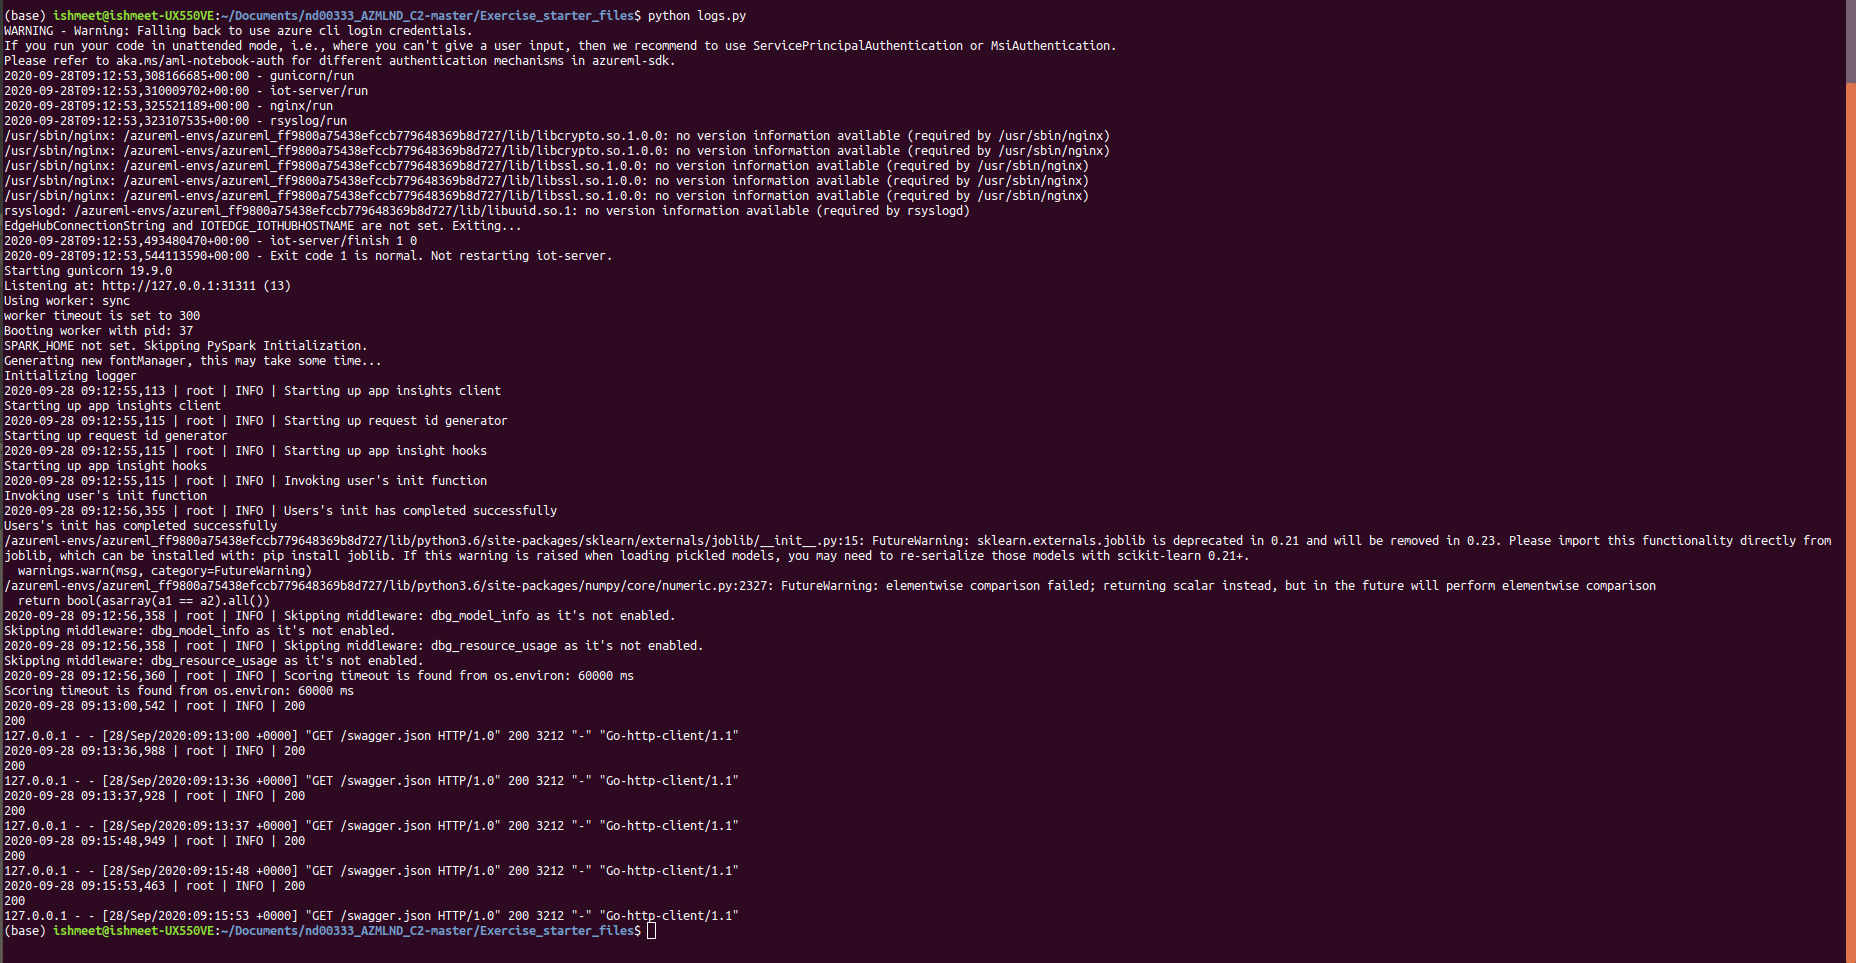 (base) ishmeet@ishmeet-UX550VE:~/Documents/nd00333_AZMLND_C2-master/Exercise_starter_files$ python logs.py
WARNING - Warning: Falling back to use azure cli login credentials.
If you run your code in unattended mode, i.e., where you can't give a user input, then we recommend to use ServicePrincipalAuthentication or MsiAuthentication.
Please refer to aka.ms/aml-notebook-auth for different authentication mechanisms in azureml-sdk.
2020-09-28T09:12:53,308166685+00:00 - gunicorn/run
2020-09-28T09:12:53,310009702+00:00 - iot-server/run
2020-09-28T09:12:53,325521189+00:00 - nginx/run
2020-09-28T09:12:53,323107535+00:00 - rsyslog/run
/usr/sbin/nginx: /azureml-envs/azureml_ff9800a75438efccb779648369b8d727/lib/libcrypto.so.1.0.0: no version information available (required by /usr/sbin/nginx)
/usr/sbin/nginx: /azureml-envs/azureml_ff9800a75438efccb779648369b8d727/lib/libcrypto.so.1.0.0: no version information available (required by /usr/sbin/nginx)
/usr/sbin/nginx: /azureml-envs/azureml_ff9800a75438efccb779648369b8d727/lib/libssl.so.1.0.0: no version information available (required by /usr/sbin/nginx)
/usr/sbin/nginx: /azureml-envs/azureml_ff9800a75438efccb779648369b8d727/lib/libssl.so.1.0.0: no version information available (required by /usr/sbin/nginx)
/usr/sbin/nginx: /azureml-envs/azureml_ff9800a75438efccb779648369b8d727/lib/libssl.so.1.0.0: no version information available (required by /usr/sbin/nginx)
rsyslogd: /azureml-envs/azureml_ff9800a75438efccb779648369b8d727/lib/libuuid.so.1: no version information available (required by rsyslogd)
EdgeHubConnectionString and IOTEDGE_IOTHUBHOSTNAME are not set. Exiting...
2020-09-28T09:12:53,493480470+00:00 - iot-server/finish 1 0
2020-09-28T09:12:53,544113590+00:00 - Exit code 1 is normal. Not restarting iot-server.
Starting gunicorn 19.9.0
Listening at: http://127.0.0.1:31311 (13)
Using worker: sync
worker timeout is set to 300
Booting worker with pid: 37
SPARK_HOME not set. Skipping PySpark Initialization.
Generating new fontManager, this may take some time...
Initializing logger
2020-09-28 09:12:55,113 | root | INFO | Starting up app insights client
Starting up app insights client
2020-09-28 09:12:55,115 | root | INFO | Starting up request id generator
Starting up request id generator
2020-09-28 09:12:55,115 | root | INFO | Starting up app insight hooks
Starting up app insight hooks
2020-09-28 09:12:55,115 | root | INFO | Invoking user's init function
Invoking user's init function
2020-09-28 09:12:56,355 | root | INFO | Users's init has completed successfully
Users's init has completed successfully
/azureml-envs/azureml_ff9800a75438efccb779648369b8d727/lib/python3.6/site-packages/sklearn/externals/joblib/__init__.py:15: FutureWarning: sklearn.externals.joblib is deprecated in 0.21 and will be removed in 0.23. Please import this functionality directly from
joblib, which can be installed with: pip install joblib. If this warning is raised when loading pickled models, you may need to re-serialize those models with scikit-learn 0.21+.
  warnings.warn(msg, category=FutureWarning)
/azureml-envs/azureml_ff9800a75438efccb779648369b8d727/lib/python3.6/site-packages/numpy/core/numeric.py:2327: FutureWarning: elementwise comparison failed; returning scalar instead, but in the future will perform elementwise comparison
  return bool(asarray(a1 == a2).all())
2020-09-28 09:12:56,358 | root | INFO | Skipping middleware: dbg_model_info as it's not enabled.
Skipping middleware: dbg_model_info as it's not enabled.
2020-09-28 09:12:56,358 | root | INFO | Skipping middleware: dbg_resource_usage as it's not enabled.
Skipping middleware: dbg_resource_usage as it's not enabled.
2020-09-28 09:12:56,360 | root | INFO | Scoring timeout is found from os.environ: 60000 ms
Scoring timeout is found from os.environ: 60000 ms
2020-09-28 09:13:00,542 | root | INFO | 200
200
127.0.0.1 - - [28/Sep/2020:09:13:00 +0000] "GET /swagger.json HTTP/1.0" 200 3212 "-" "Go-http-client/1.1"
2020-09-28 09:13:36,988 | root | INFO | 200
200
127.0.0.1 - - [28/Sep/2020:09:13:36 +0000] "GET /swagger.json HTTP/1.0" 200 3212 "-" "Go-http-client/1.1"
2020-09-28 09:13:37,928 | root | INFO | 200
200
127.0.0.1 - - [28/Sep/2020:09:13:37 +0000] "GET /swagger.json HTTP/1.0" 200 3212 "-" "Go-http-client/1.1"
2020-09-28 09:15:48,949 | root | INFO | 200
200
127.0.0.1 - - [28/Sep/2020:09:15:48 +0000] "GET /swagger.json HTTP/1.0" 200 3212 "-" "Go-http-client/1.1"
2020-09-28 09:15:53,463 | root | INFO | 200
200
127.0.0.1 - - [28/Sep/2020:09:15:53 +0000] "GET /swagger.json HTTP/1.0" 200 3212 "-" "Go-http-client/1.1"
(base) ishmeet@ishmeet-UX550VE:~/Documents/nd00333_AZMLND_C2-master/Exercise_starter_files$